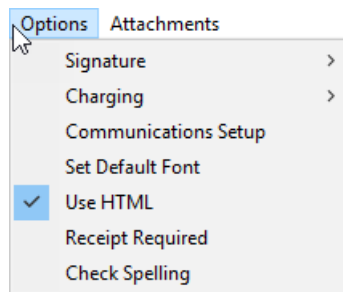 Options Attachments
Signature
Charging
Communications Setup
Set Default Font
Use HTML
Receipt Required
Check Spelling